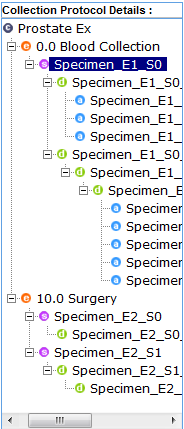 Collection Protocol Details :
c Prostate Ex
e 0.0 Blood Collection
s Specimen_E1_S0
d Specimen_E1_S0_
a Specimen_E1_
a Specimen_E1_
a Specimen_E1_
d Specimen_E1_S0_
d Specimen_E1_
d Specimen_E
a Specimen
a Specimen
a Specimen
a Specimen
a Specimen
e 10.0 Surgery
s Specimen_E2_S0
d Specimen_E2_S0_
s Specimen_E2_S1
d Specimen_E2_S1_
d Specimen_E2_